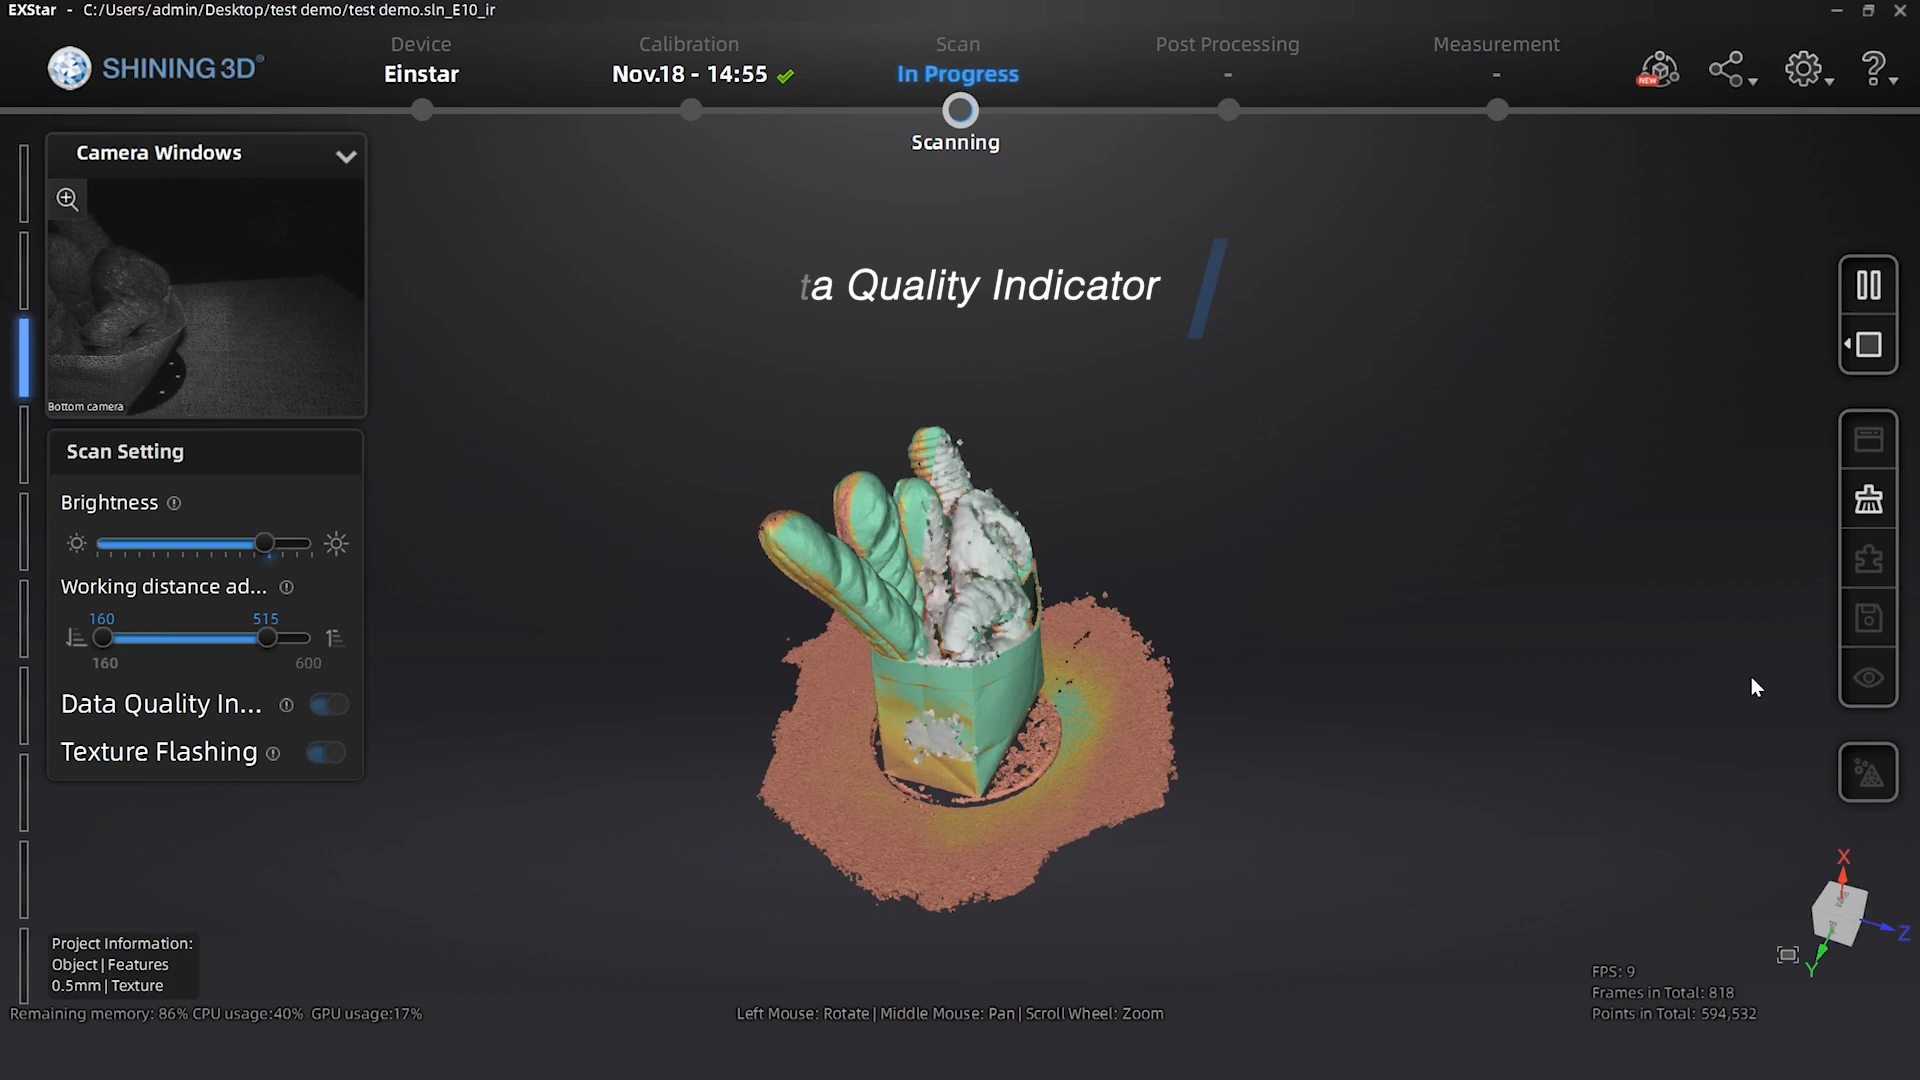 EXStar - C:/Users/admin/Desktop/test demo/test demo.sln_E10_ir
SHINING 3D®
Device
Einstar
Calibration
Nov.18 - 14:55
Scan
In Progress
Scanning
Post Processing
-
Measurement
-
NEW
Camera Windows
Bottom camera
ta Quality Indicator
Scan Setting
Brightness
Working distance ad...
160 515
160 600
Data Quality In...
Texture Flashing
X
Z
Y
Project Information:
Object | Features
0.5mm | Texture
Remaining memory: 86% CPU usage:40% GPU usage:17%
Left Mouse: Rotate | Middle Mouse: Pan | Scroll Wheel: Zoom
FPS: 9
Frames in Total: 818
Points in Total: 594,532